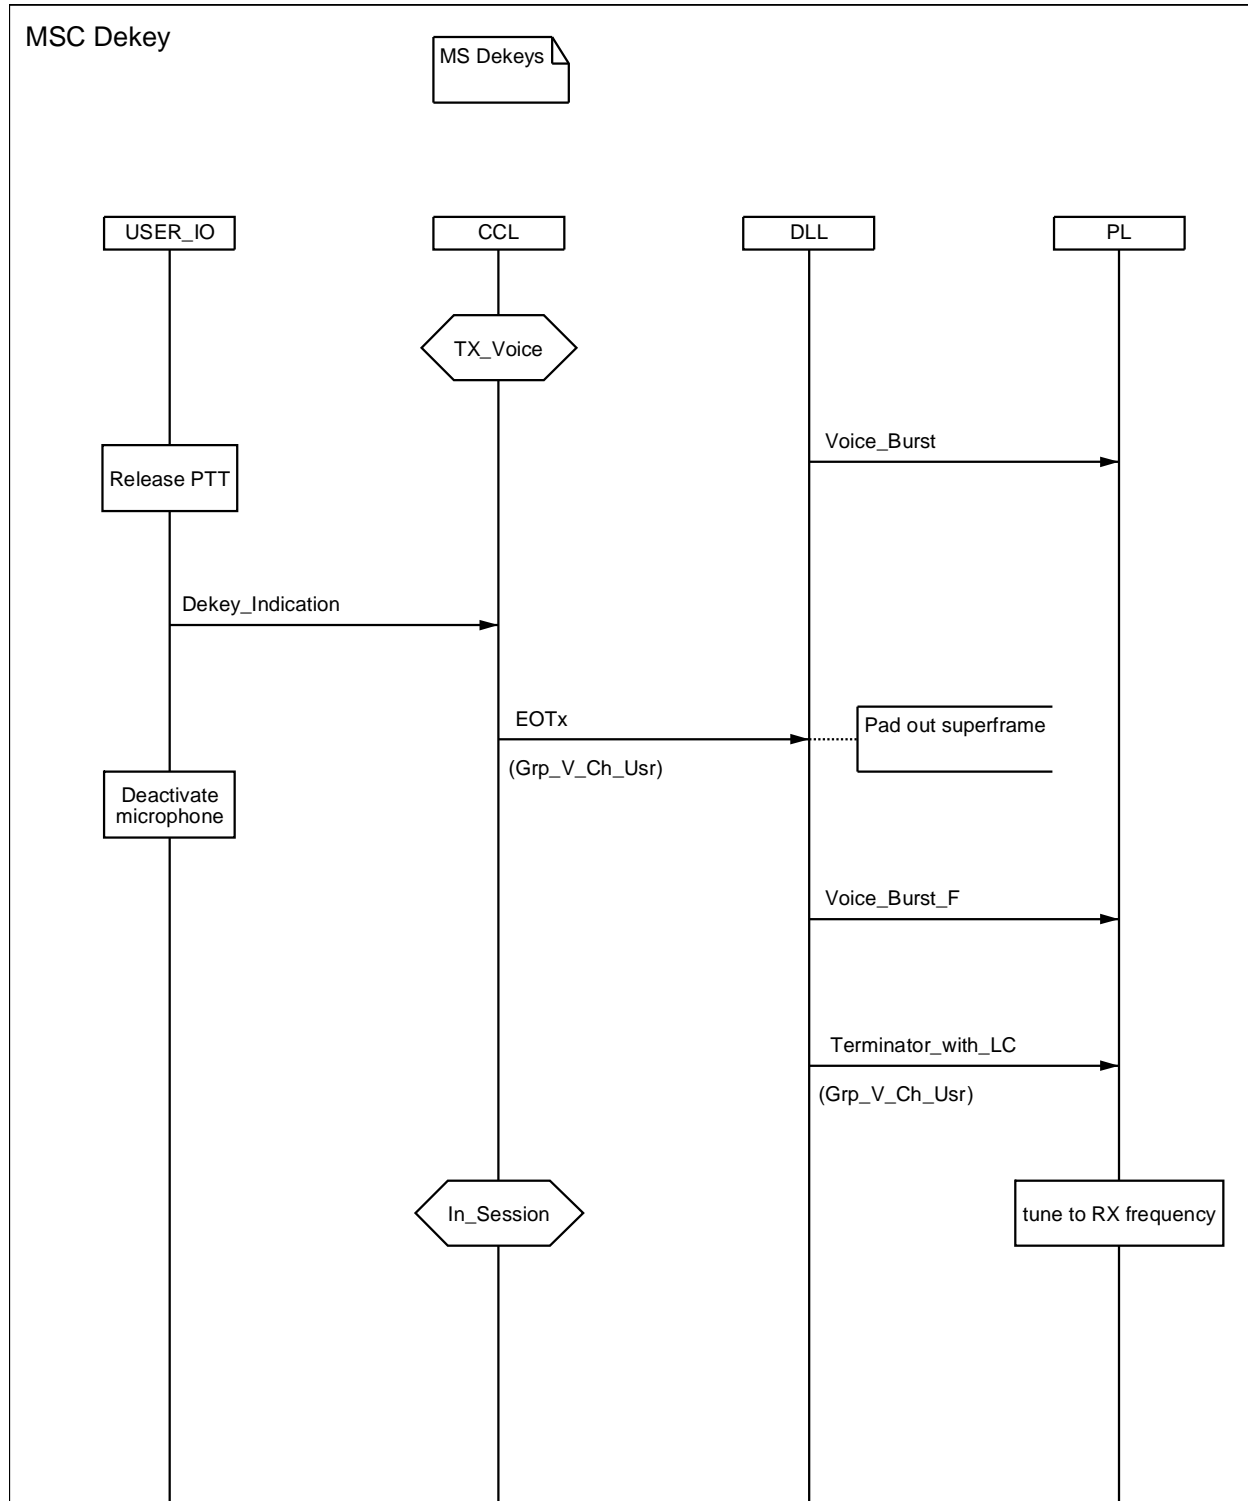 MSC Dekey
MS Dekeys
USER_IO
CCL
DLL
PL
TX_Voice
Voice_Burst
Release PTT
Dekey_Indication
EOTx
Pad out superframe
(Grp_V_Ch_Usr)
Deactivate
microphone
Voice_Burst_F
Terminator_with_LC
(Grp_V_Ch_Usr)
In_Session
tune to RX frequency